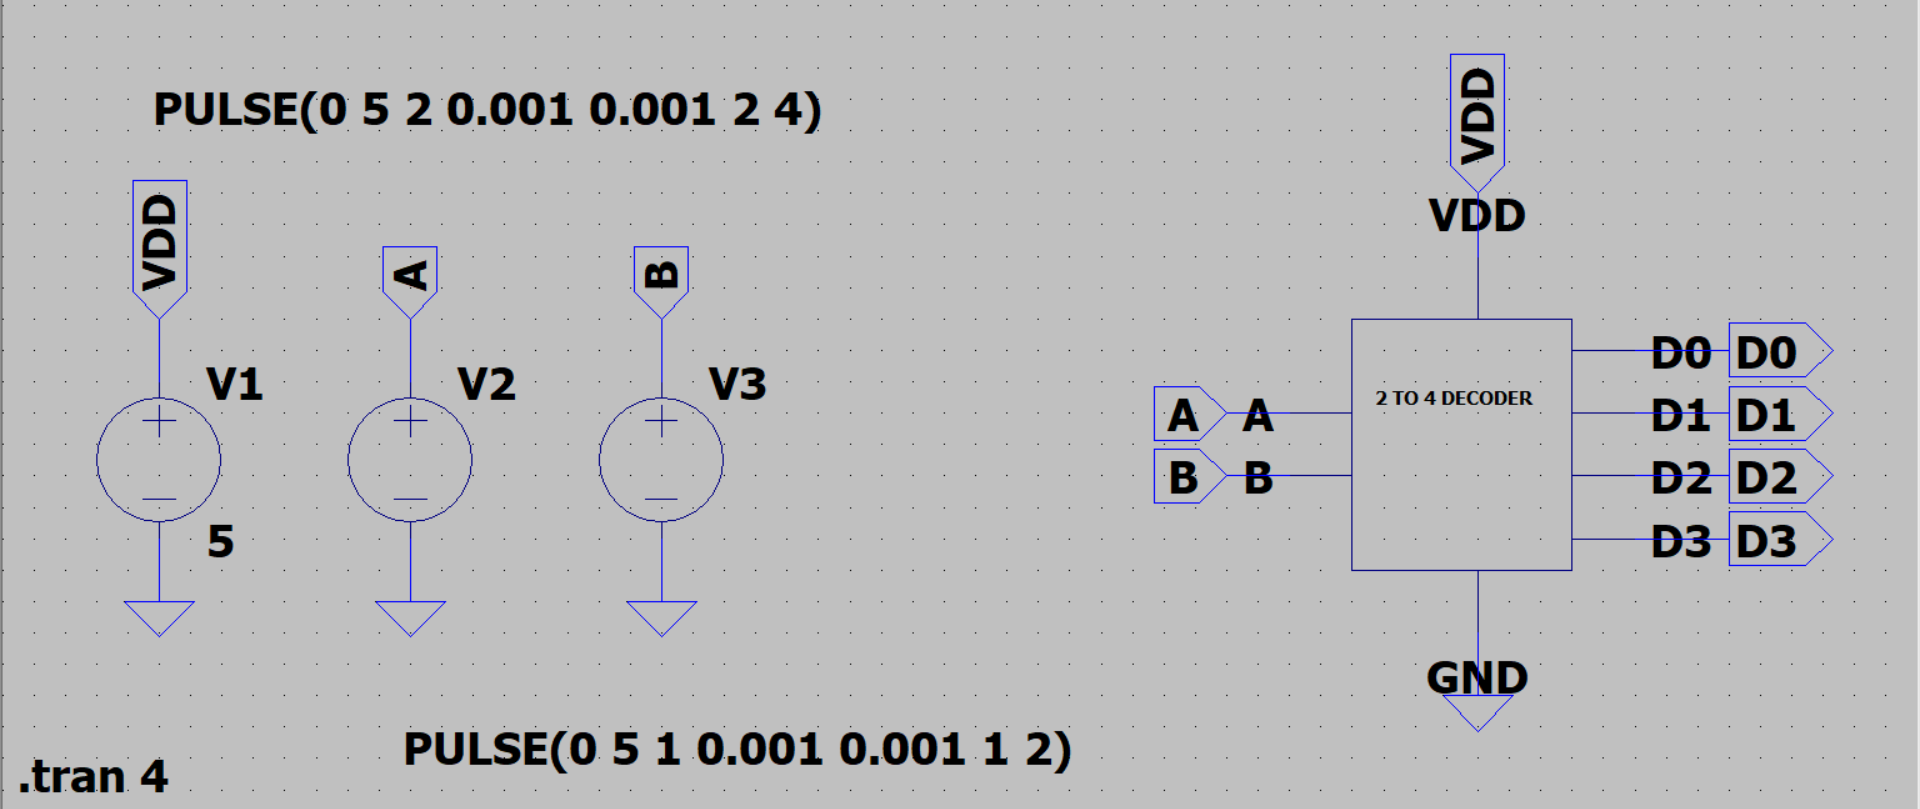 PULSE(0 5 2 0.001 0.001 2 4)
VDD
A
B
V1
V2
V3
5
PULSE(0 5 1 0.001 0.001 1 2)
.tran 4
VDD
VDD
2 TO 4 DECODER
A A
B B
D0 D0
D1 D1
D2 D2
D3 D3
GND